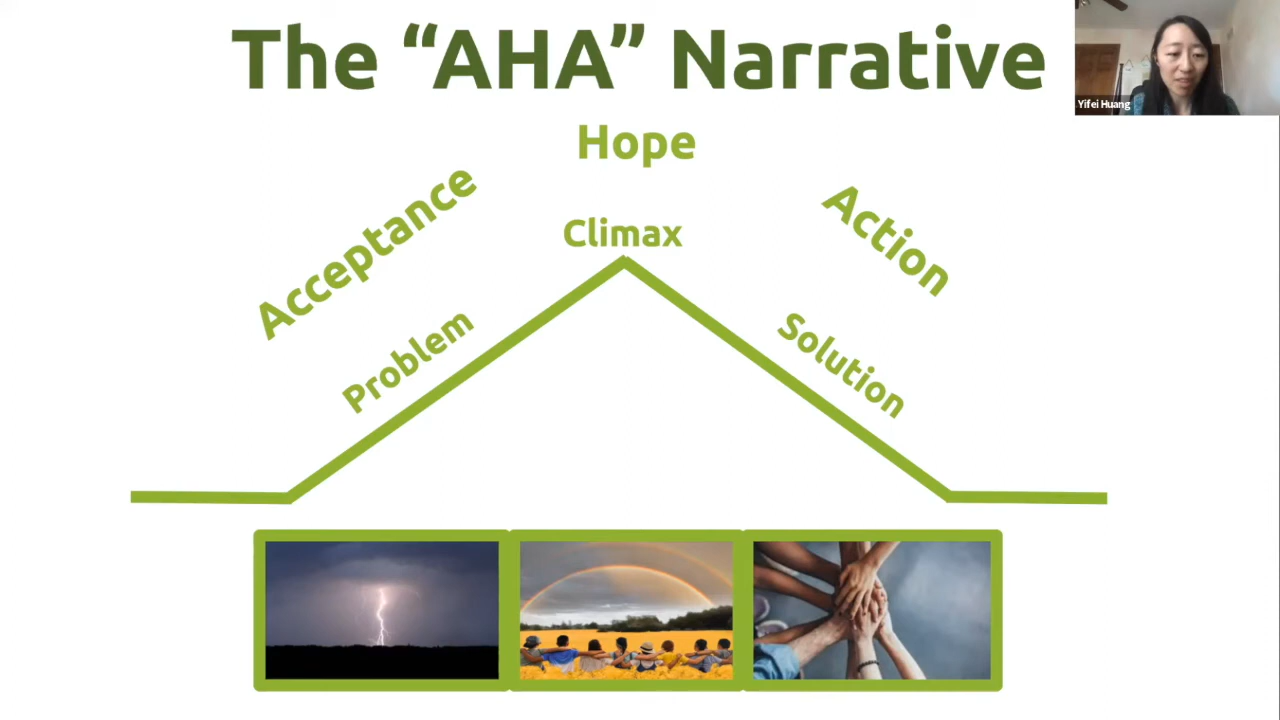 The “AHA” Narrative
Yifei Huang
Hope
Acceptance
Action
Climax
Problem
Solution